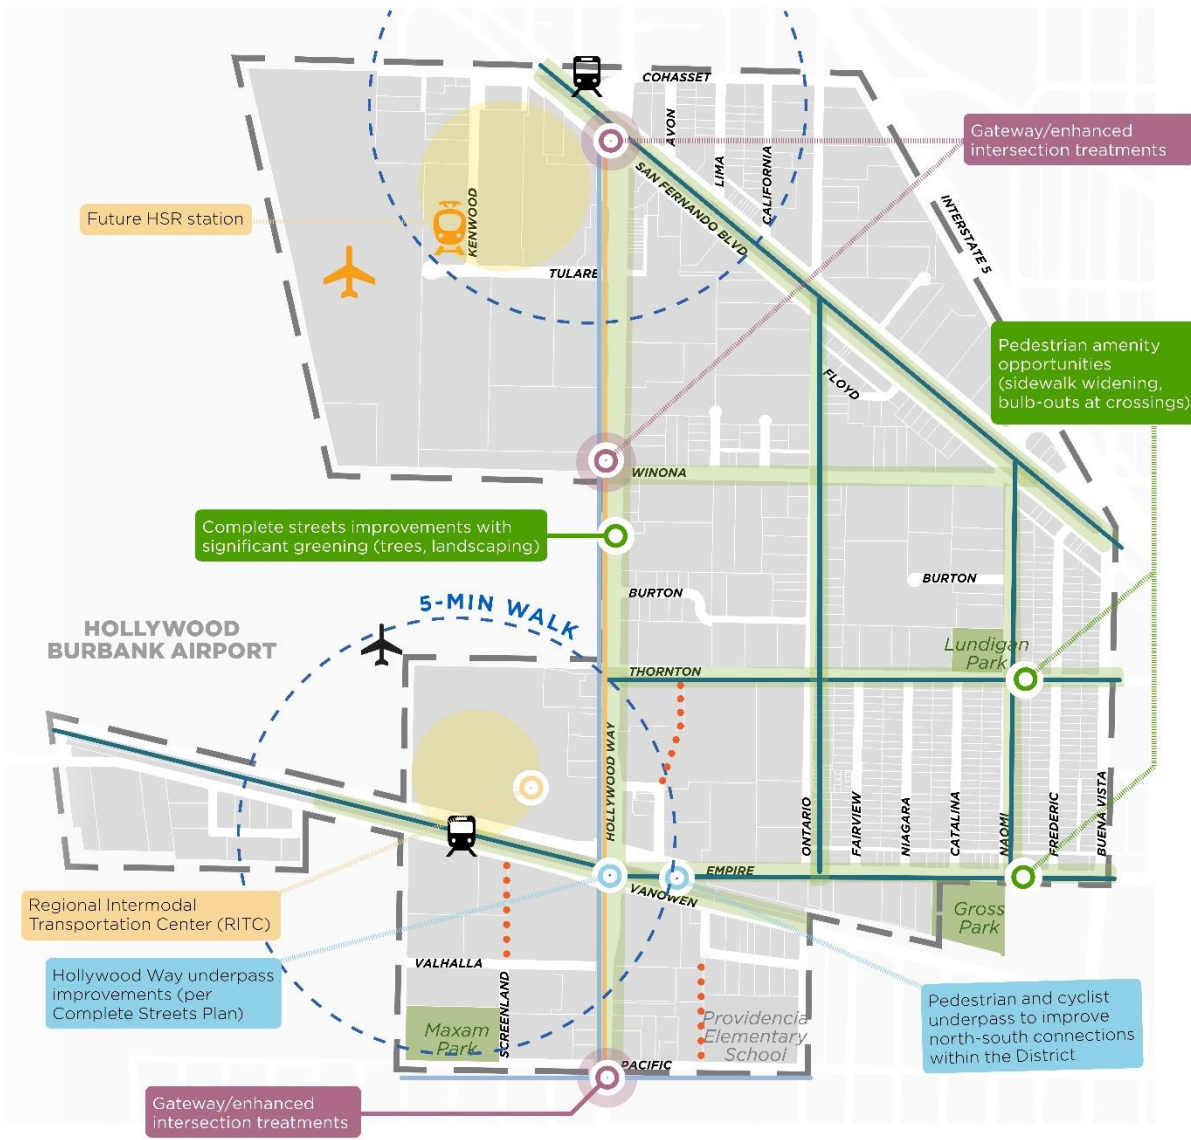 COHASSET
AVON
LIMA
CALIFORNIA
Gateway/enhanced
intersection treatments
SAN FERNANDO BLVD
INTERSTATE 5
Future HSR station
KENWOOD
TULARE
Pedestrian amenity
opportunities
(sidewalk widening,
bulb-outs at crossings)
FLOYD
WINONA
Complete streets improvements with
significant greening (trees, landscaping)
BURTON
BURTON
5-MIN WALK
HOLLYWOOD
BURBANK AIRPORT
Lundigan
Park
THORNTON
HOLLYWOOD WAY
ONTARIO
FAIRVIEW
NIAGARA
CATALINA
NAOMI
FREDERIC
BUENA VISTA
EMPIRE
VANOWEN
Regional Intermodal
Transportation Center (RITC)
Gross
Park
Hollywood Way underpass
improvements (per
Complete Streets Plan)
VALHALLA
SCREENLAND
Maxam
Park
Providencia
Elementary
School
Pedestrian and cyclist
underpass to improve
north-south connections
within the District
PACIFIC
Gateway/enhanced
intersection treatments